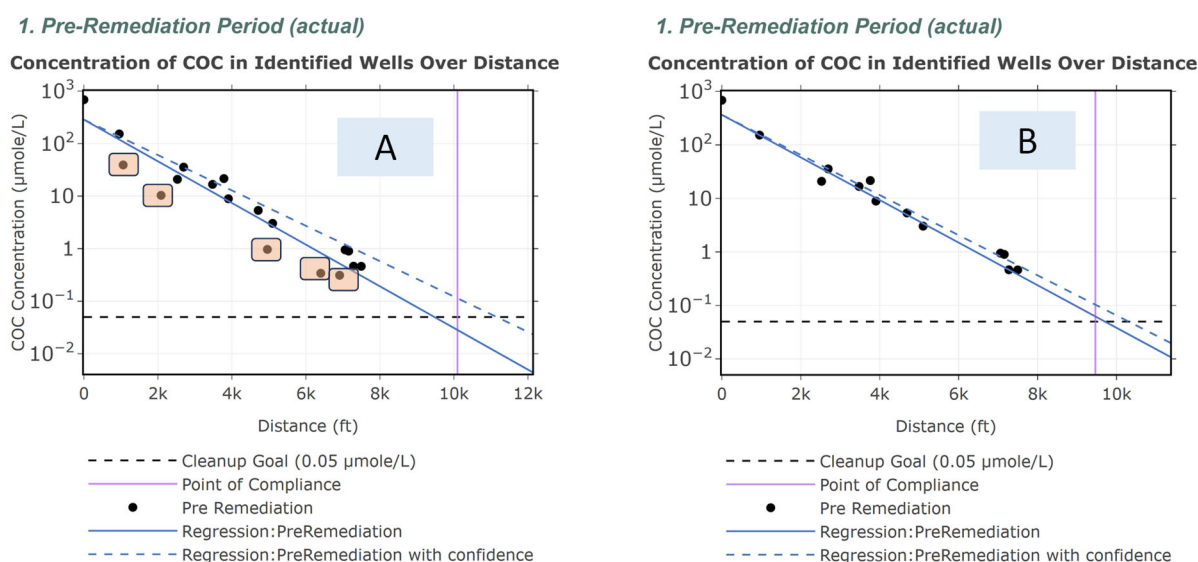 1. Pre-Remediation Period (actual)
Concentration of COC in Identified Wells Over Distance
COC Concentration (µmole/L)
10³
10²
10
1
10⁻¹
10⁻²
A
0
2k
4k
6k
8k
10k
12k
Distance (ft)
Cleanup Goal (0.05 µmole/L)
Point of Compliance
Pre Remediation
Regression:PreRemediation
Regression:PreRemediation with confidence
1. Pre-Remediation Period (actual)
Concentration of COC in Identified Wells Over Distance
COC Concentration (µmole/L)
10³
10²
10
1
10⁻¹
10⁻²
B
0
2k
4k
6k
8k
10k
Distance (ft)
Cleanup Goal (0.05 µmole/L)
Point of Compliance
Pre Remediation
Regression:PreRemediation
Regression:PreRemediation with confidence